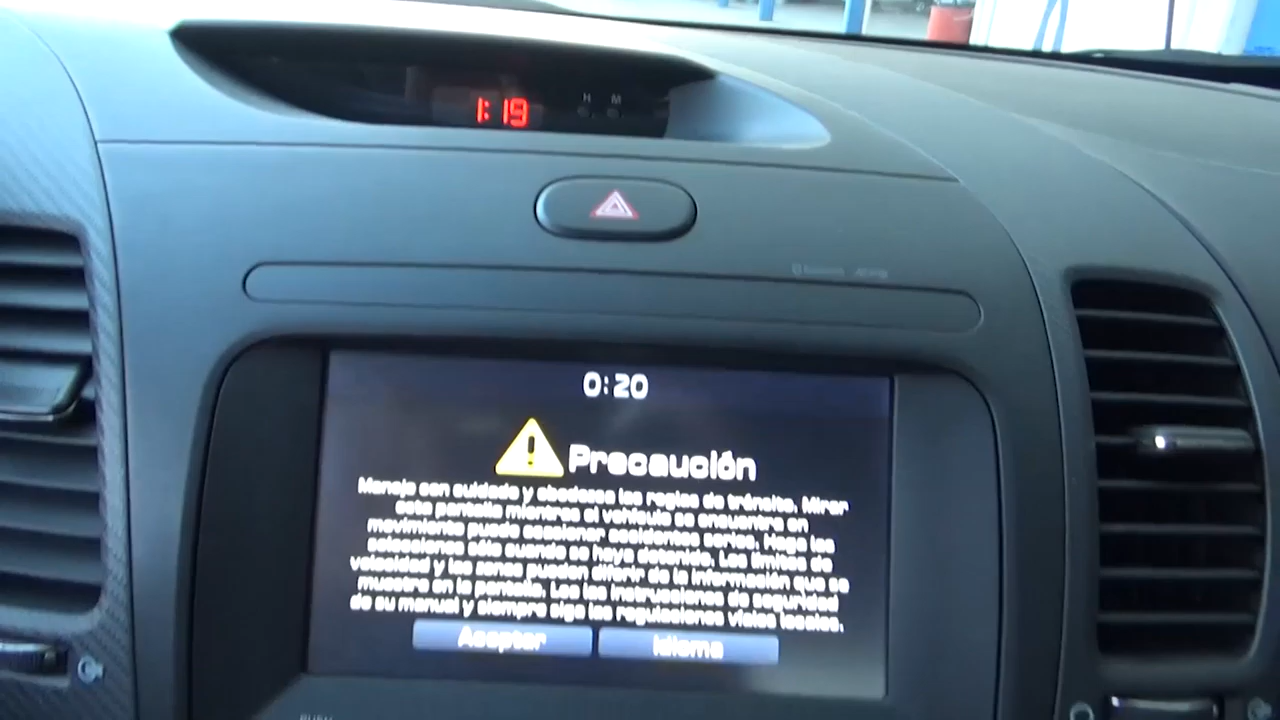 1:19
H M
0:20
Precaución
Maneje con cuidado y obedezca las reglas de tránsito. Mirar
esta pantalla mientras el vehículo se encuentra en
movimiento puede ocasionar accidentes serios. Haga las
selecciones sólo cuando se haya detenido. Los límites de
velocidad y las zonas pueden diferir de la información que se
muestra en la pantalla. Lea las instrucciones de seguridad
de su manual y siempre siga las regulaciones viales locales.
Aceptar Idioma